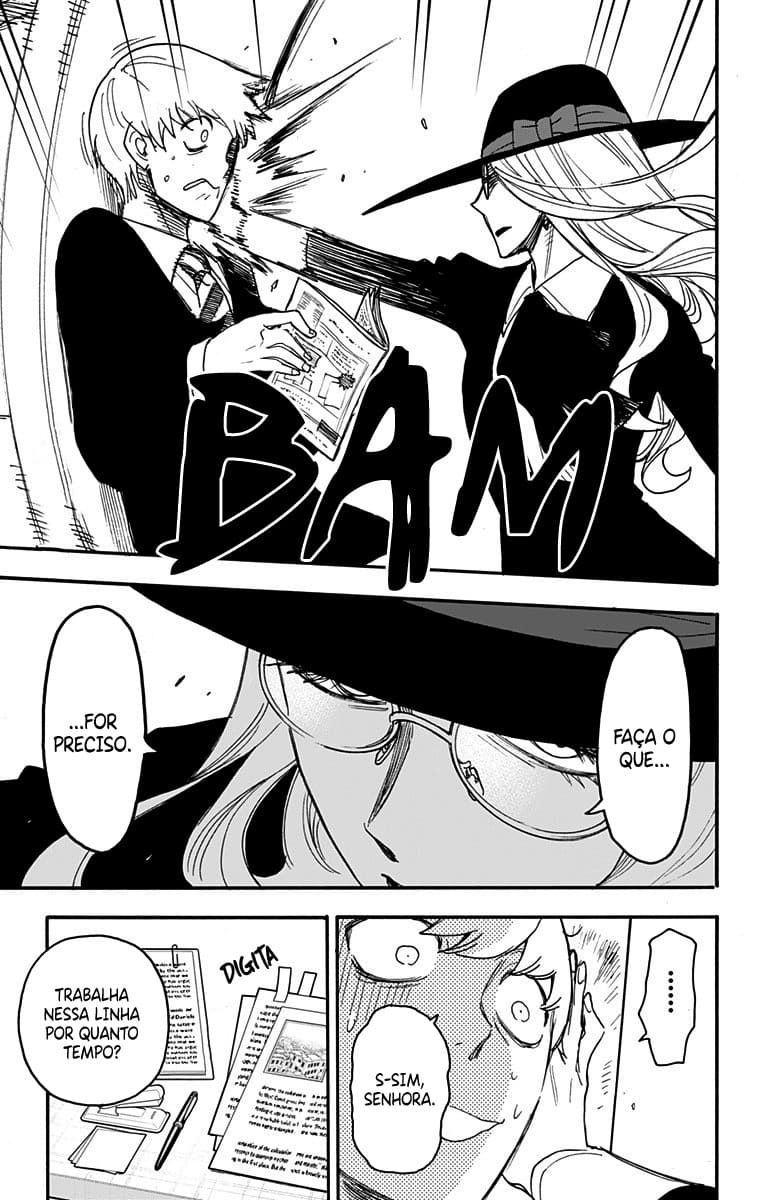 BAM
FAÇA O
QUE...
...FOR
PRECISO.
........
S-SIM,
SENHORA.
DIGITA
TRABALHA
NESSA LINHA
POR QUANTO
TEMPO?